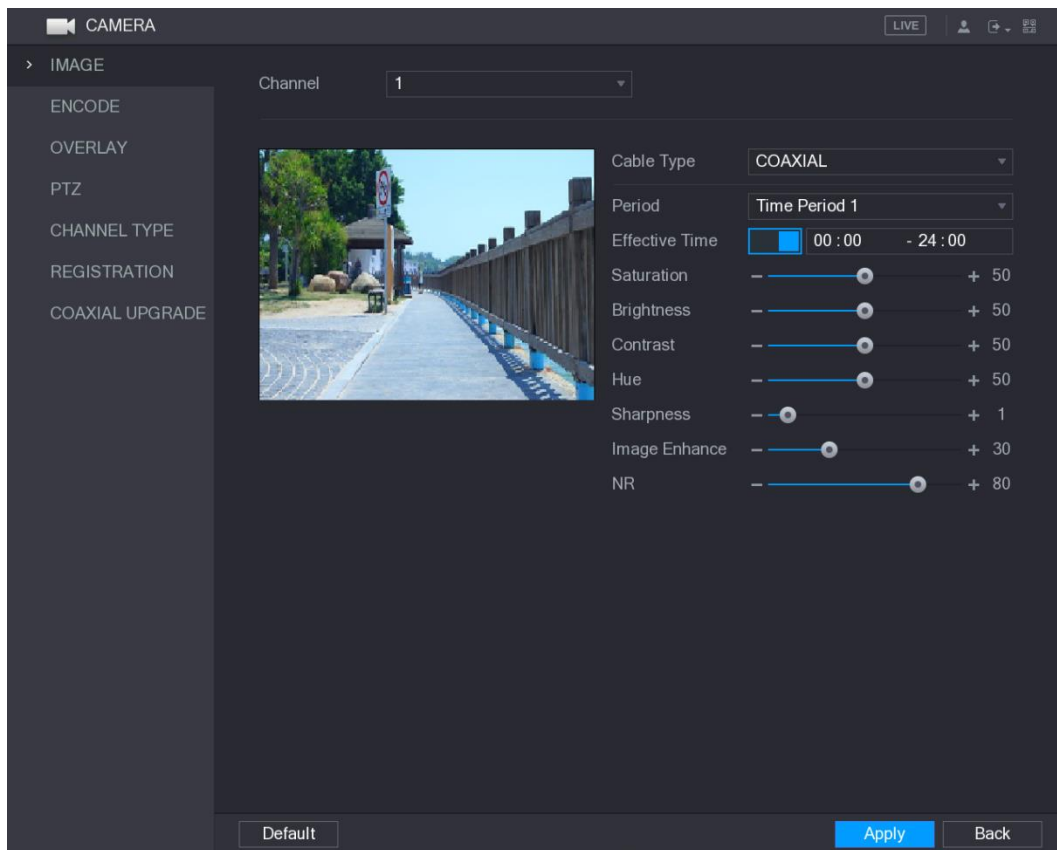 CAMERA
LIVE
IMAGE
ENCODE
OVERLAY
PTZ
CHANNEL TYPE
REGISTRATION
COAXIAL UPGRADE
Channel 1
Cable Type COAXIAL
Period Time Period 1
Effective Time 00 : 00 - 24 : 00
Saturation 50
Brightness 50
Contrast 50
Hue 50
Sharpness 1
Image Enhance 30
NR 80
Default Apply Back